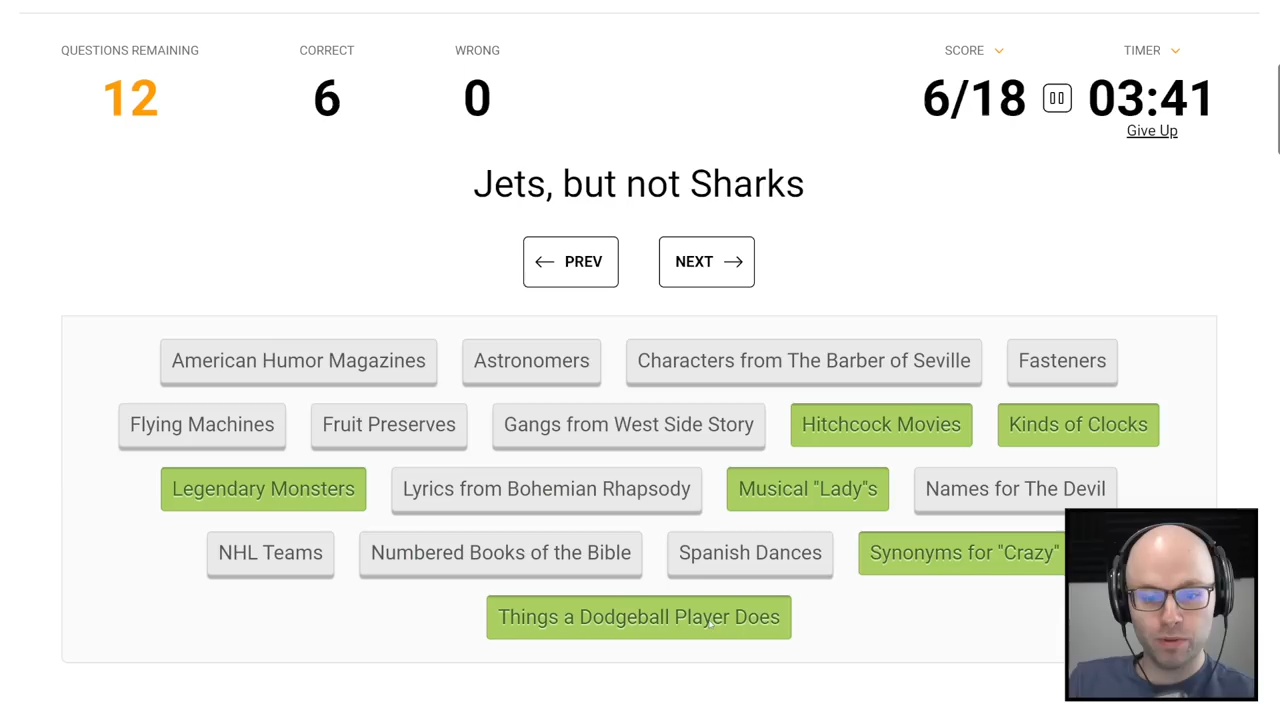 QUESTIONS REMAINING CORRECT WRONG SCORE TIMER
12 6 0 6/18 03:41
Give Up
Jets, but not Sharks
PREV NEXT
American Humor Magazines Astronomers Characters from The Barber of Seville Fasteners
Flying Machines Fruit Preserves Gangs from West Side Story Hitchcock Movies Kinds of Clocks
Legendary Monsters Lyrics from Bohemian Rhapsody Musical "Lady"s Names for The Devil
NHL Teams Numbered Books of the Bible Spanish Dances Synonyms for "Crazy"
Things a Dodgeball Player Does